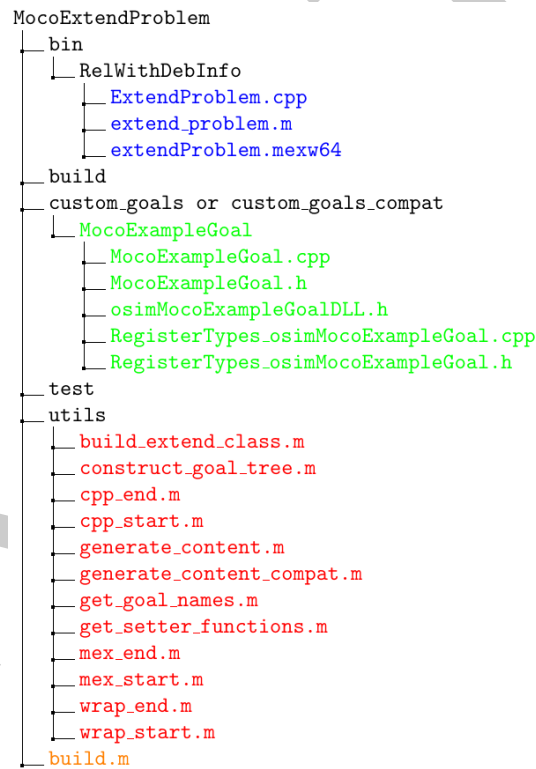 MocoExtendProblem
bin
RelWithDebInfo
ExtendProblem.cpp
extend_problem.m
extendProblem.mexw64
build
custom_goals or custom_goals_compat
MocoExampleGoal
MocoExampleGoal.cpp
MocoExampleGoal.h
osimMocoExampleGoalDLL.h
RegisterTypes_osimMocoExampleGoal.cpp
RegisterTypes_osimMocoExampleGoal.h
test
utils
build_extend_class.m
construct_goal_tree.m
cpp_end.m
cpp_start.m
generate_content.m
generate_content_compat.m
get_goal_names.m
get_setter_functions.m
mex_end.m
mex_start.m
wrap_end.m
wrap_start.m
build.m